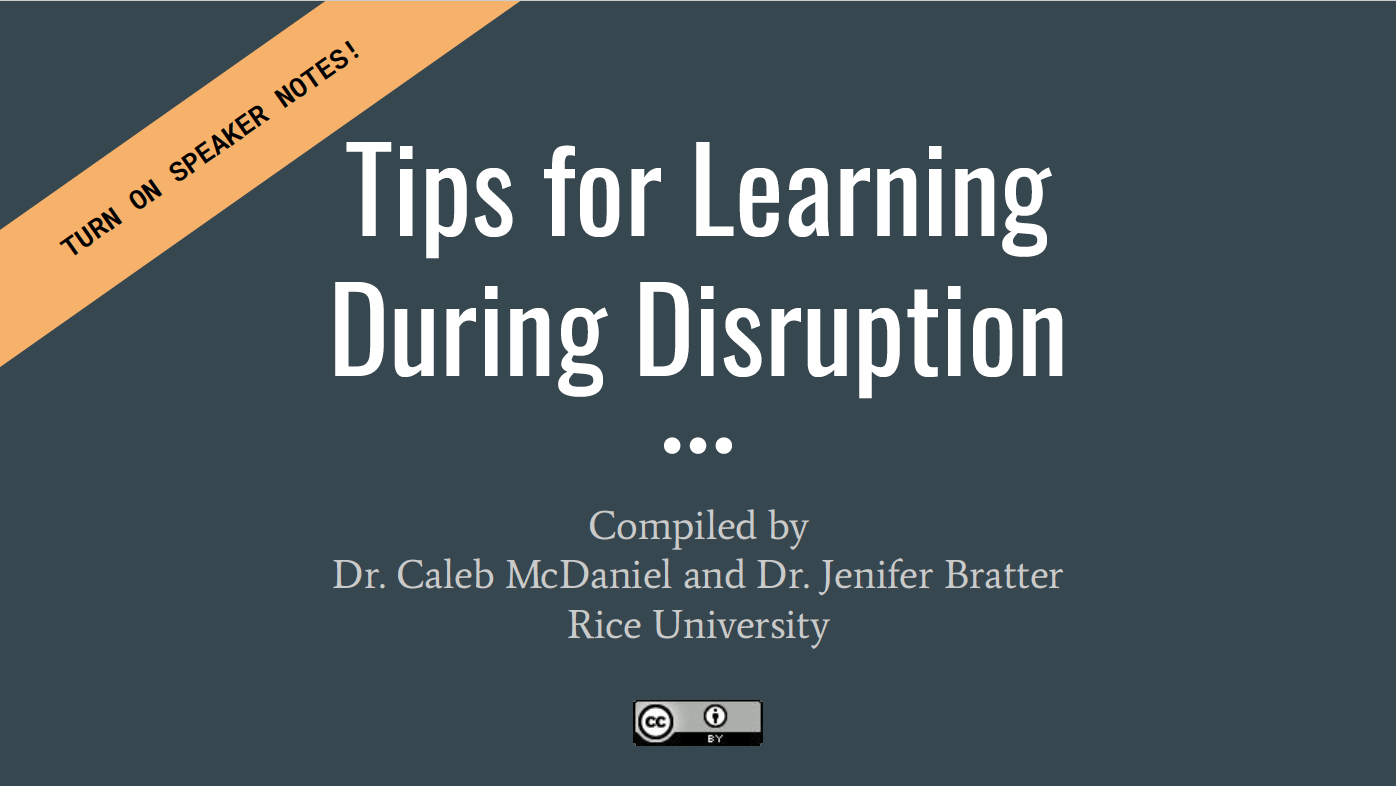 TURN ON SPEAKER NOTES!
Tips for Learning
During Disruption
Compiled by
Dr. Caleb McDaniel and Dr. Jenifer Bratter
Rice University
cc
BY